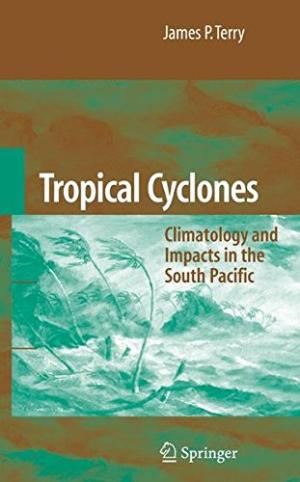 James P. Terry
Tropical Cyclones
Climatology and
Impacts in the
South Pacific
Springer